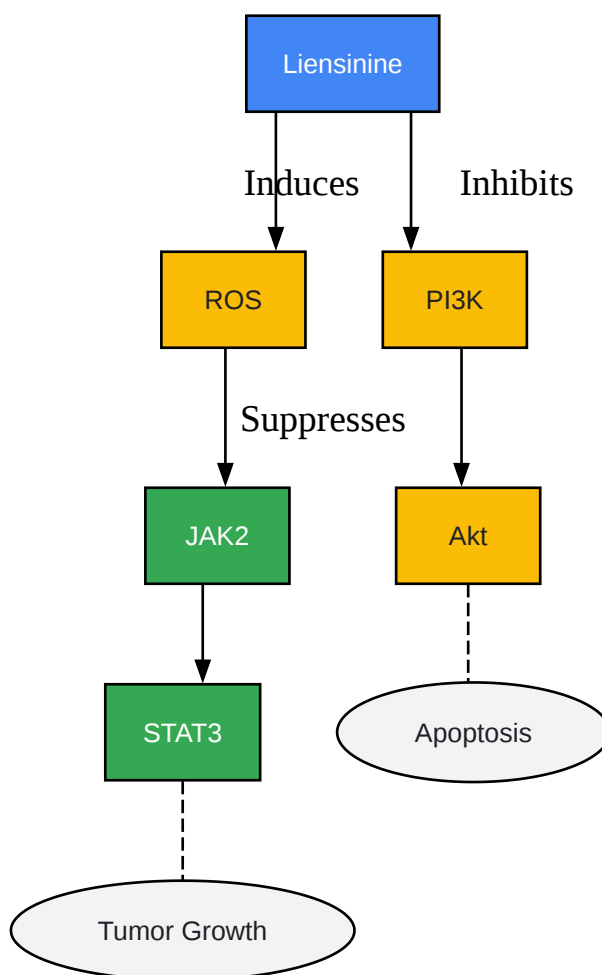 Liensinine
Induces
Inhibits
ROS
PI3K
Suppresses
JAK2
Akt
STAT3
Apoptosis
Tumor Growth